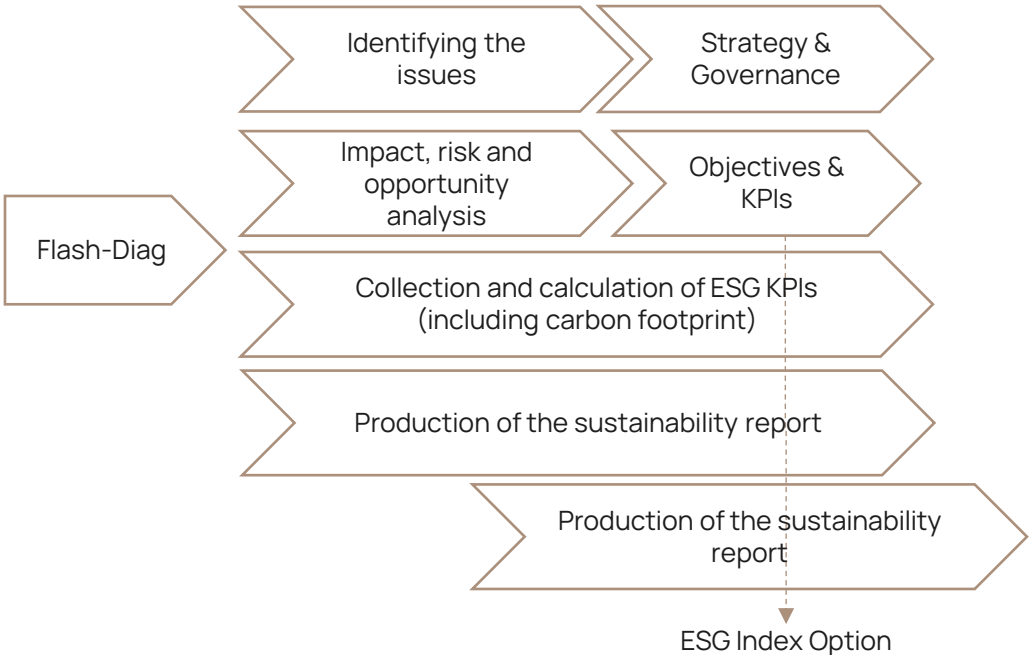 Identifying the
issues
Strategy &
Governance
Impact, risk and
opportunity
analysis
Objectives &
KPIs
Flash-Diag
Collection and calculation of ESG KPIs
(including carbon footprint)
Production of the sustainability report
Production of the sustainability
report
ESG Index Option